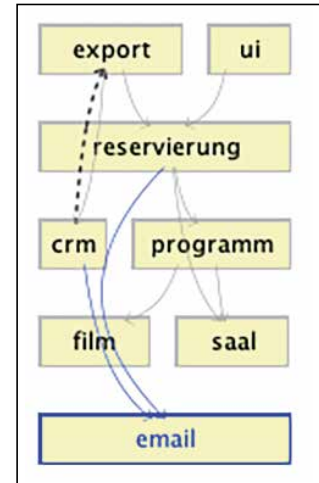 export ui
reservierung
crm programm
film saal
email